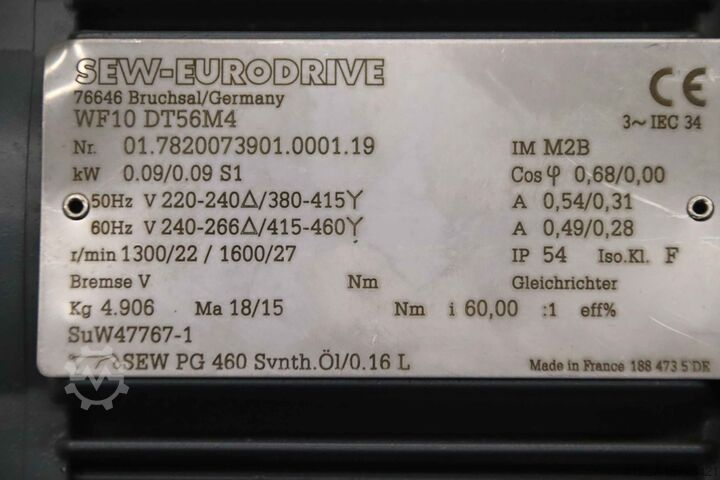 SEW-EURODRIVE
76646 Bruchsal/Germany
CE
WF10 DT56M4
3~ IEC 34
Nr. 01.7820073901.0001.19
IM M2B
kW 0.09/0.09 S1
Cos φ 0,68/0,00
50Hz V 220-240Δ/380-415Y
A 0,54/0,31
60Hz V 240-266Δ/415-460Y
A 0,49/0,28
r/min 1300/22 / 1600/27
IP 54 Iso.Kl. F
Bremse V Nm Gleichrichter
Kg 4.906 Ma 18/15 Nm i 60,00 :1 eff%
SuW47767-1
SEW PG 460 Synth.Öl/0.16 L
Made in France 188 473 5 DE